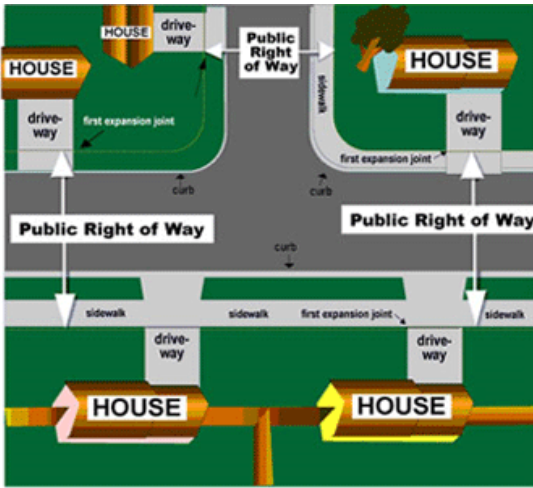 HOUSE
drive-
way
Public Right
of Way
HOUSE
HOUSE
drive-
way
first expansion joint
sidewalk
drive-
way
first expansion joint
curb
curb
Public Right of Way
Public Right of Way
curb
sidewalk
sidewalk
first expansion joint
sidewalk
drive-
way
drive-
way
HOUSE
HOUSE